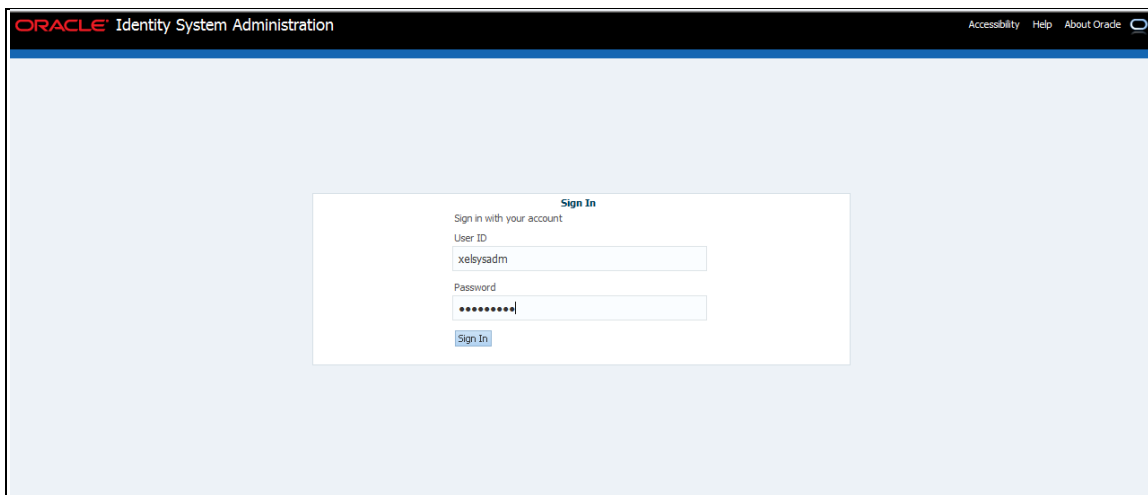 ORACLE Identity System Administration
Accessibility Help About Oracle
Sign In
Sign in with your account
User ID
xelsysadm
Password
•••••••••
Sign In